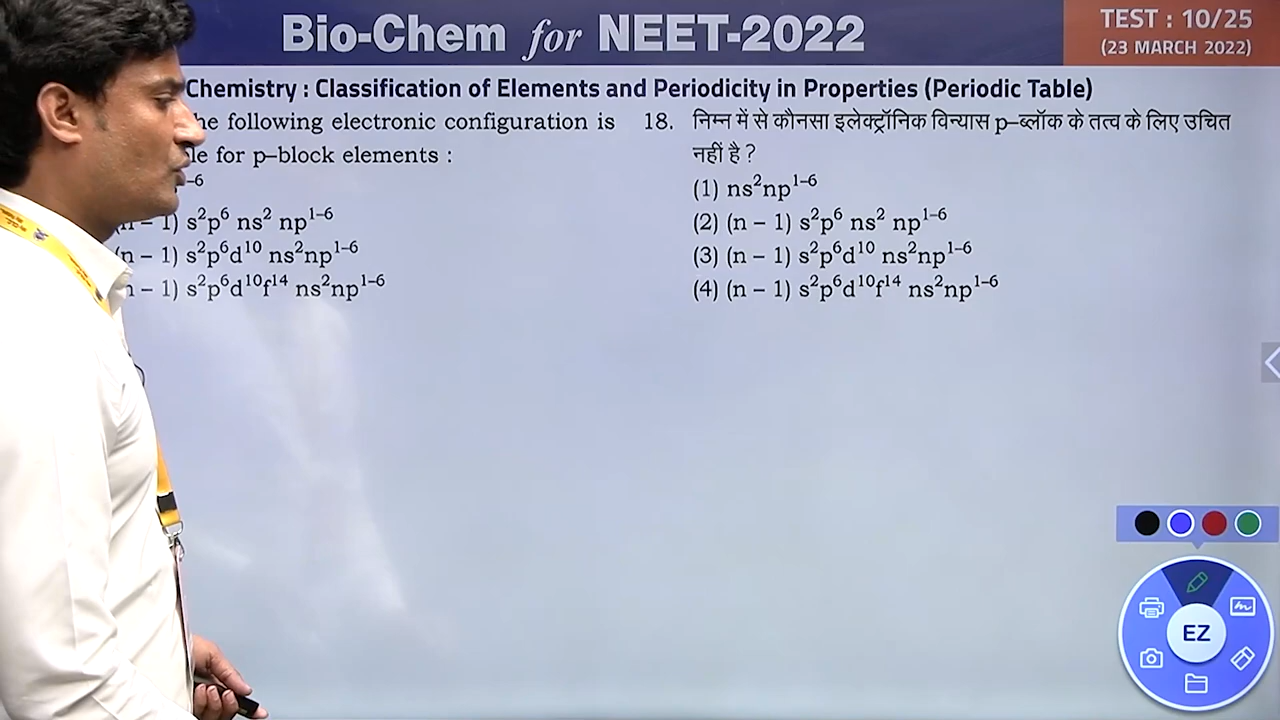 Bio-Chem for NEET-2022
TEST : 10/25
(23 MARCH 2022)
Chemistry : Classification of Elements and Periodicity in Properties (Periodic Table)
following electronic configuration is
for p–block elements :
–6
1) s²p⁶ ns² np¹⁻⁶
– 1) s²p⁶d¹⁰ ns²np¹⁻⁶
– 1) s²p⁶d¹⁰f¹⁴ ns²np¹⁻⁶
18. निम्न में से कौनसा इलेक्ट्रॉनिक विन्यास p–ब्लॉक के तत्व के लिए उचित
नहीं है ?
(1) ns²np¹⁻⁶
(2) (n – 1) s²p⁶ ns² np¹⁻⁶
(3) (n – 1) s²p⁶d¹⁰ ns²np¹⁻⁶
(4) (n – 1) s²p⁶d¹⁰f¹⁴ ns²np¹⁻⁶
EZ